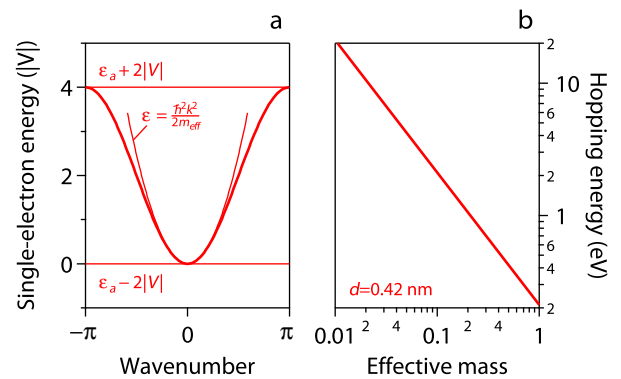 a
Single-electron energy (|V|)
4
2
0
εₐ + 2|V|
ε = ħ²k²/2m_eff
εₐ − 2|V|
−π 0 π
Wavenumber
b
2
10
6
4
2
1
6
4
2
Hopping energy (eV)
d=0.42 nm
0.01 2 4 0.1 2 4 1
Effective mass